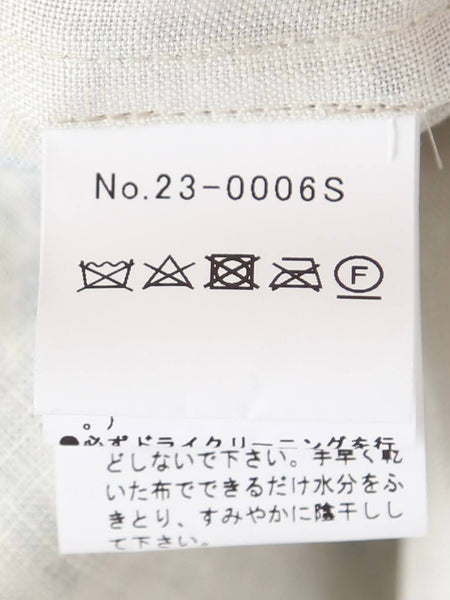 No.23-0006S
F
。)
●必ずドライクリーニングを行
どしないで下さい。手早く乾
いた布でできるだけ水分をふ
きとり、すみやかに陰干しし
て下さい。